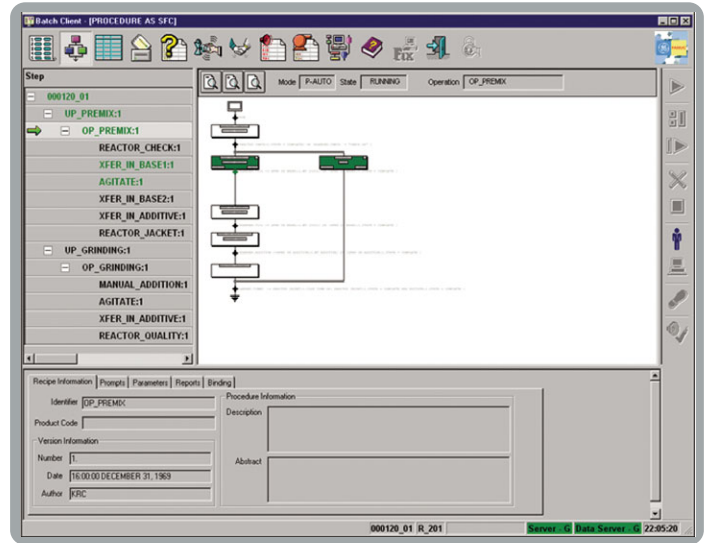 Batch Client - [PROCEDURE AS SFC]
FIX
Step
Mode P-AUTO State RUNNING Operation OP_PREMIX
000120_01
UP_PREMIX:1
OP_PREMIX:1
REACTOR_CHECK:1
XFER_IN_BASE1:1
AGITATE:1
XFER_IN_BASE2:1
XFER_IN_ADDITIVE:1
REACTOR_JACKET:1
UP_GRINDING:1
OP_GRINDING:1
MANUAL_ADDITION:1
AGITATE:1
XFER_IN_ADDITIVE:1
REACTOR_QUALITY:1
Recipe Information Prompts Parameters Reports Binding
Identifier OP_PREMIX
Product Code
Version Information
Number 1.
Date 16:00:00 DECEMBER 31, 1969
Author KRC
Procedure Information
Description
Abstract
000120_01 R_201 Server - G Data Server - G 22:05:20